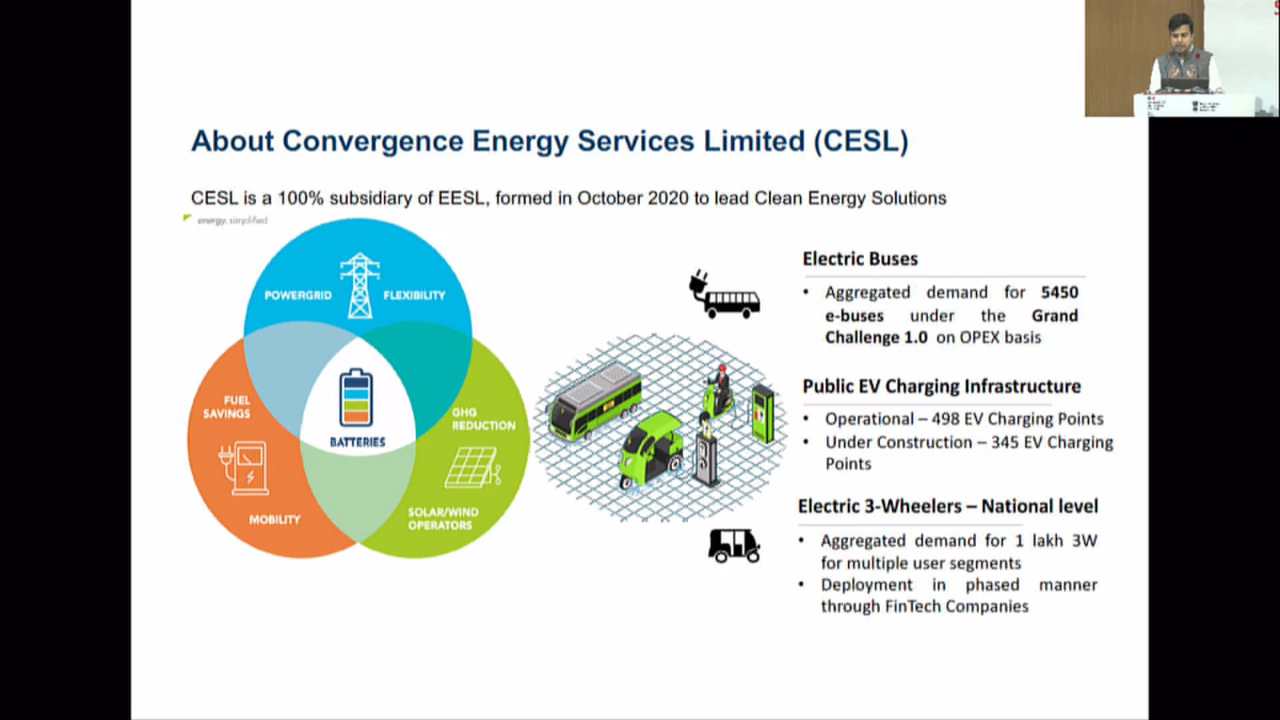 About Convergence Energy Services Limited (CESL)
CESL is a 100% subsidiary of EESL, formed in October 2020 to lead Clean Energy Solutions
energy. simplified
POWERGRID
FLEXIBILITY
FUEL
SAVINGS
GHG
REDUCTION
BATTERIES
MOBILITY
SOLAR/WIND
OPERATORS
Electric Buses
• Aggregated demand for 5450
e-buses under the Grand
Challenge 1.0 on OPEX basis
Public EV Charging Infrastructure
• Operational – 498 EV Charging Points
• Under Construction – 345 EV Charging
Points
Electric 3-Wheelers – National level
• Aggregated demand for 1 lakh 3W
for multiple user segments
• Deployment in phased manner
through FinTech Companies